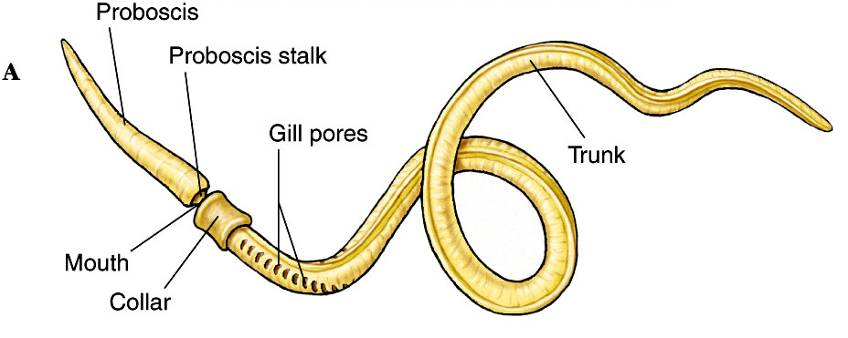 Proboscis
A
Proboscis stalk
Gill pores
Trunk
Mouth
Collar